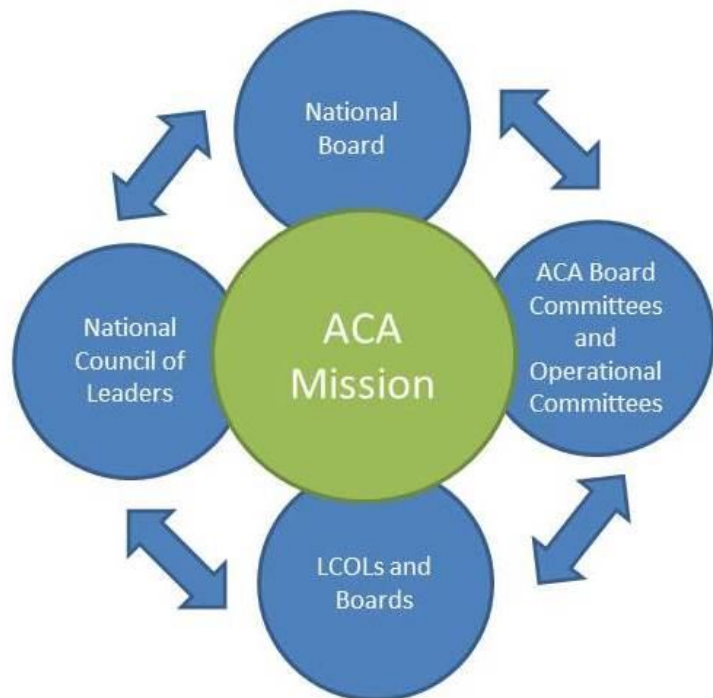 National
Board
National
Council of
Leaders
ACA
Mission
ACA Board
Committees
and
Operational
Committees
LCOLs and
Boards